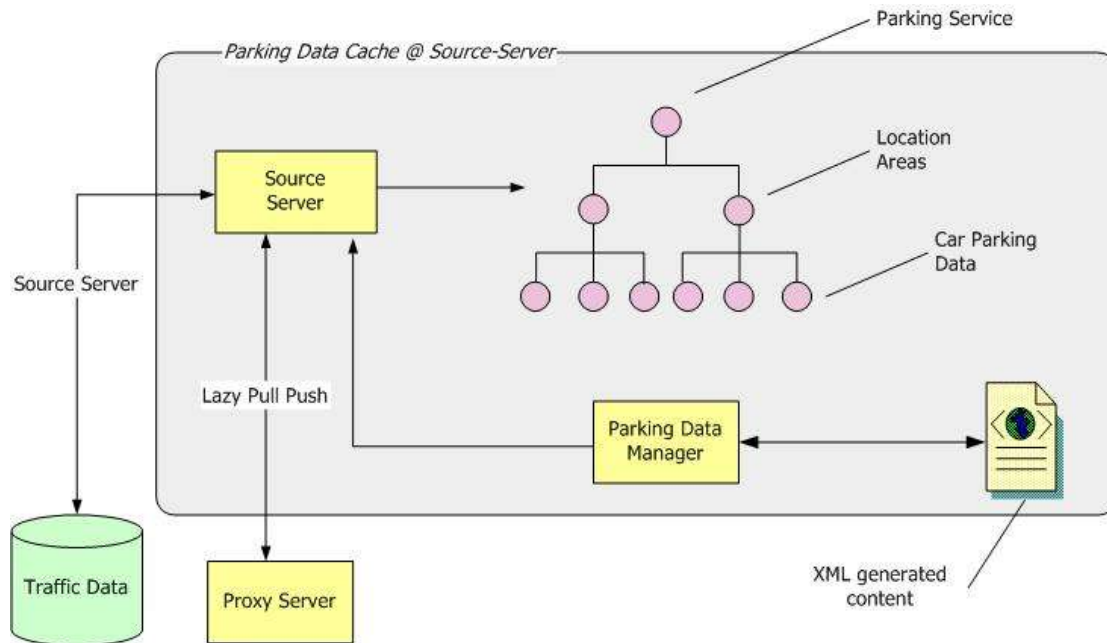 Parking Service
Parking Data Cache @ Source-Server
Location
Areas
Source
Server
Car Parking
Data
Source Server
Lazy Pull Push
Parking Data
Manager
Traffic Data
Proxy Server
XML generated
content